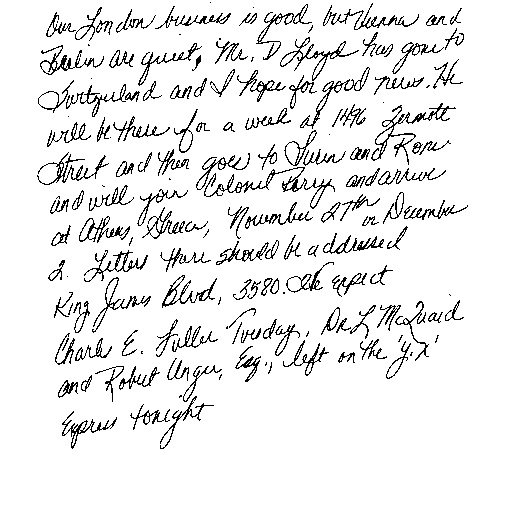 Our London business is good, but Vienna and
Berlin are quiet. Mr. D Lloyd has gone to
Switzerland and I hope for good news. He
will be there for a week at 1496 Zermott
Street and then goes to Turin and Rome
and will join Colonel Parry and arrive
at Athens, Greece, November 27th or December
2. Letters there should be addressed
King James Blvd, 3580. We expect
Charles E. Fuller Tuesday. Dr. L McQuaid
and Robert Unger, Esq., left on the 'Y.X'
Express tonight